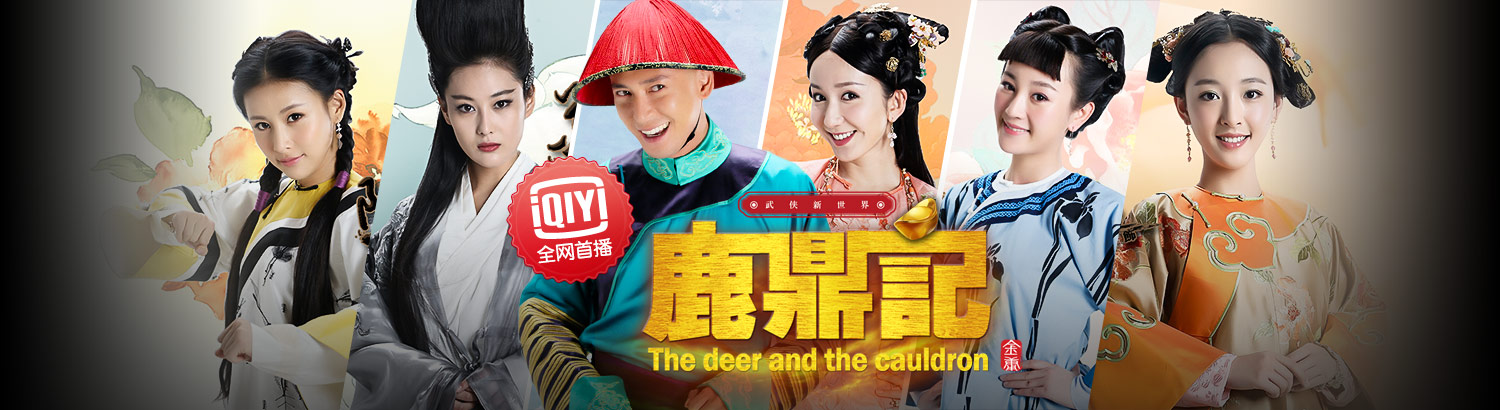 iQIYI
全网首播
武侠新世界
鹿鼎記
The deer and the cauldron
金庸